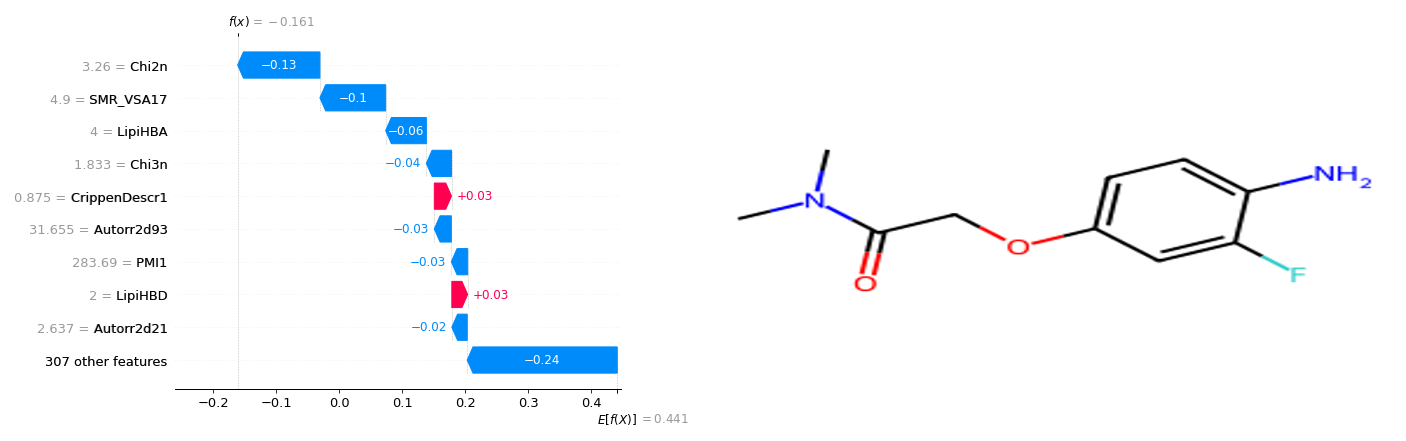 f(x) = −0.161
3.26 = Chi2n
−0.13
4.9 = SMR_VSA17
−0.1
4 = LipiHBA
−0.06
1.833 = Chi3n
−0.04
0.875 = CrippenDescr1
+0.03
31.655 = Autorr2d93
−0.03
283.69 = PMI1
−0.03
2 = LipiHBD
+0.03
2.637 = Autorr2d21
−0.02
307 other features
−0.24
−0.2 −0.1 0.0 0.1 0.2 0.3 0.4
E[f(X)] = 0.441
N
O
O
NH2
F